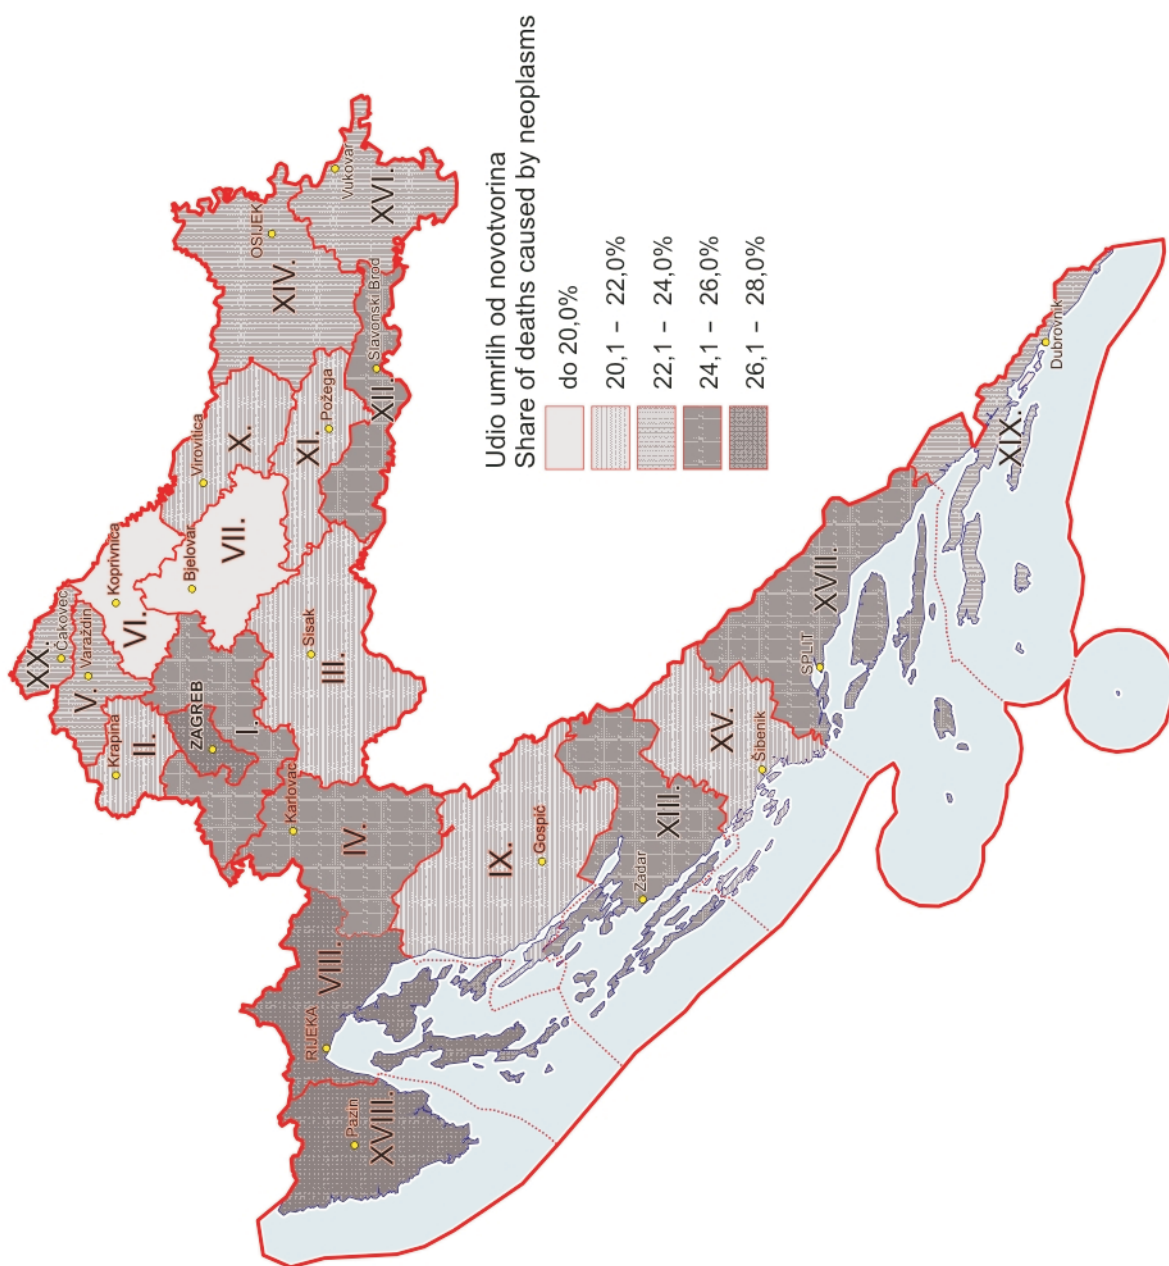 XX.
Čakovec
V.
Varaždin
Krapina
II.
VI.
Koprivnica
ZAGREB
I.
Bjelovar
VII.
Virovitica
X.
XIV.
OSIJEK
Vukovar
XVI.
Karlovac
IV.
Sisak
III.
XI.
Požega
XII.
Slavonski Brod
Pazin
XVIII.
RIJEKA
VIII.
IX.
Gospić
Zadar
XIII.
XV.
Šibenik
SPLIT
XVII.
XIX.
Dubrovnik
Udio umrlih od novotvorina
Share of deaths caused by neoplasms
do 20,0%
20,1 – 22,0%
22,1 – 24,0%
24,1 – 26,0%
26,1 – 28,0%